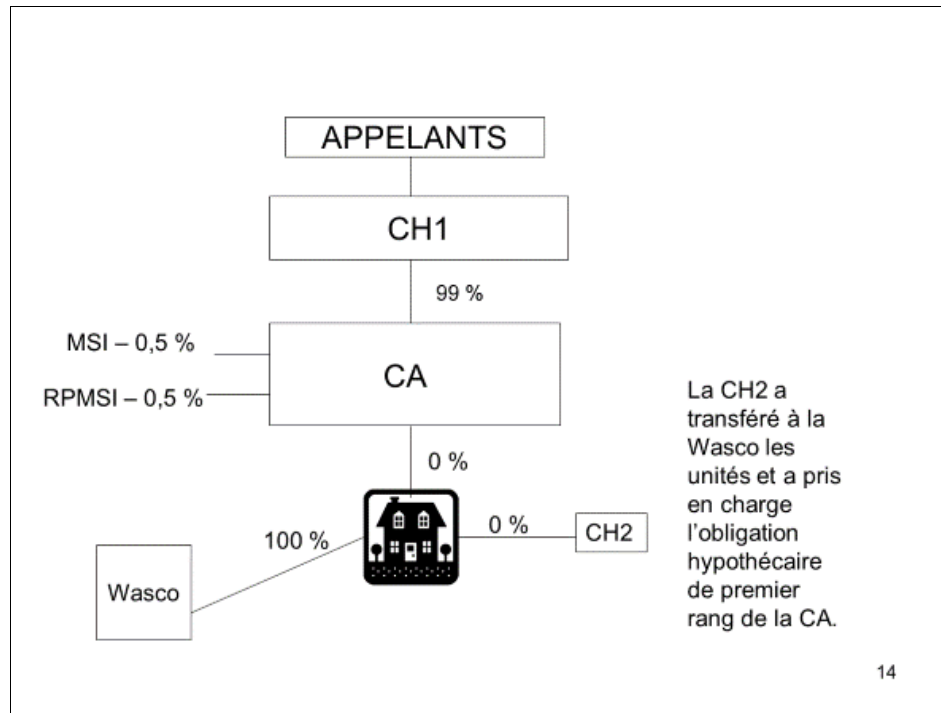 APPELANTS
CH1
99 %
MSI – 0,5 %
CA
RPMSI – 0,5 %
La CH2 a
transféré à la
Wasco les
unités et a pris
en charge
l'obligation
hypothécaire
de premier
rang de la CA.
0 %
100 %
0 %
CH2
Wasco
14